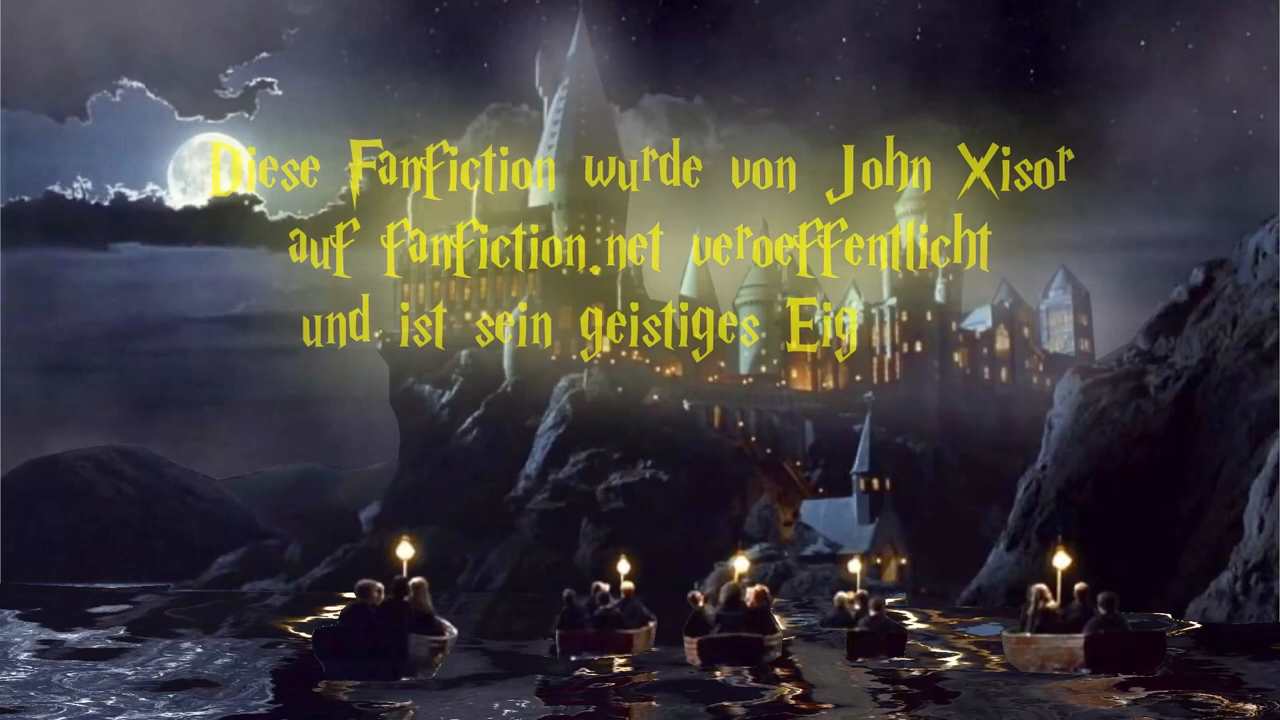 Diese Fanfiction wurde von John Xisor
auf fanfiction.net veroeffentlicht
und ist sein geistiges Eig